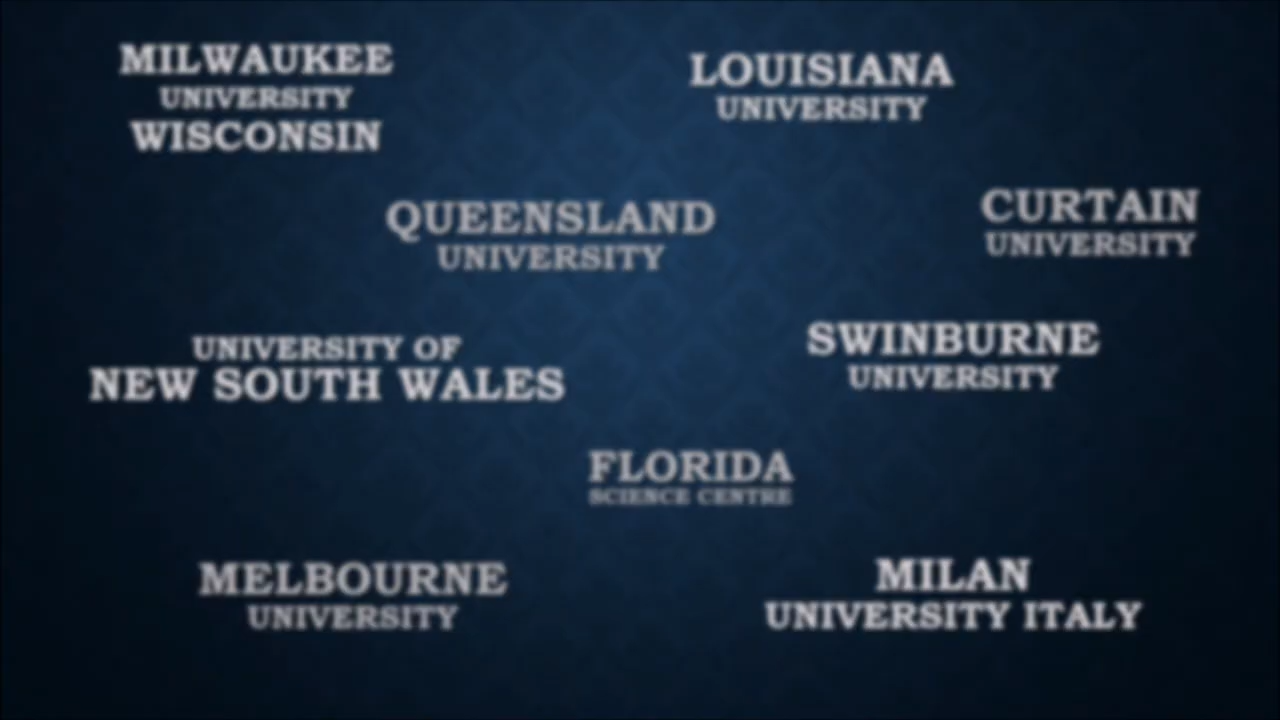 MILWAUKEE
UNIVERSITY
WISCONSIN
LOUISIANA
UNIVERSITY
QUEENSLAND
UNIVERSITY
CURTAIN
UNIVERSITY
UNIVERSITY OF
NEW SOUTH WALES
SWINBURNE
UNIVERSITY
FLORIDA
SCIENCE CENTRE
MELBOURNE
UNIVERSITY
MILAN
UNIVERSITY ITALY